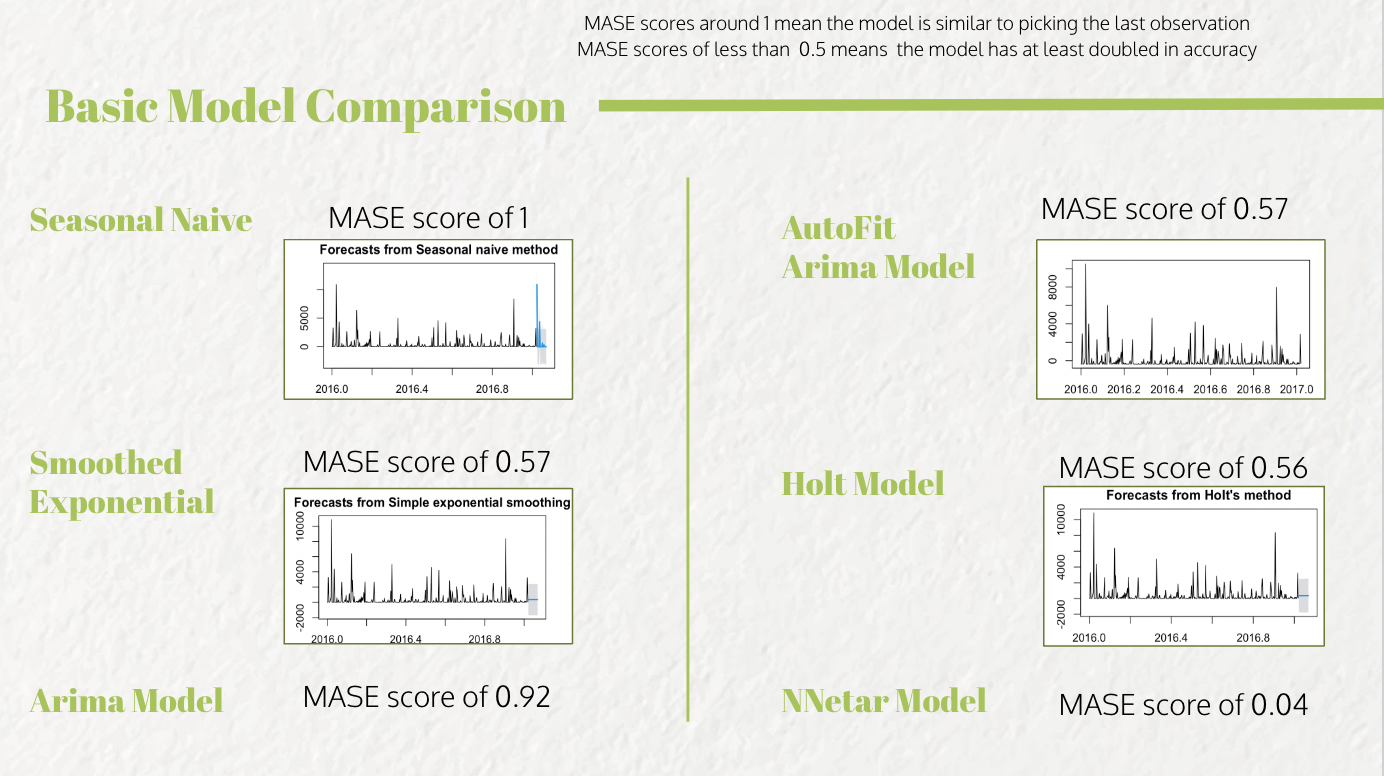 MASE scores around 1 mean the model is similar to picking the last observation
MASE scores of less than 0.5 means the model has at least doubled in accuracy
Basic Model Comparison
Seasonal Naive
MASE score of 1
Forecasts from Seasonal naive method
5000
0
2016.0 2016.4 2016.8
Smoothed
Exponential
MASE score of 0.57
Forecasts from Simple exponential smoothing
10000
4000
-2000
2016.0 2016.4 2016.8
Arima Model
MASE score of 0.92
AutoFit
Arima Model
MASE score of 0.57
8000
4000
0
2016.0 2016.2 2016.4 2016.6 2016.8 2017.0
Holt Model
MASE score of 0.56
Forecasts from Holt's method
10000
4000
-2000
2016.0 2016.4 2016.8
NNetar Model
MASE score of 0.04